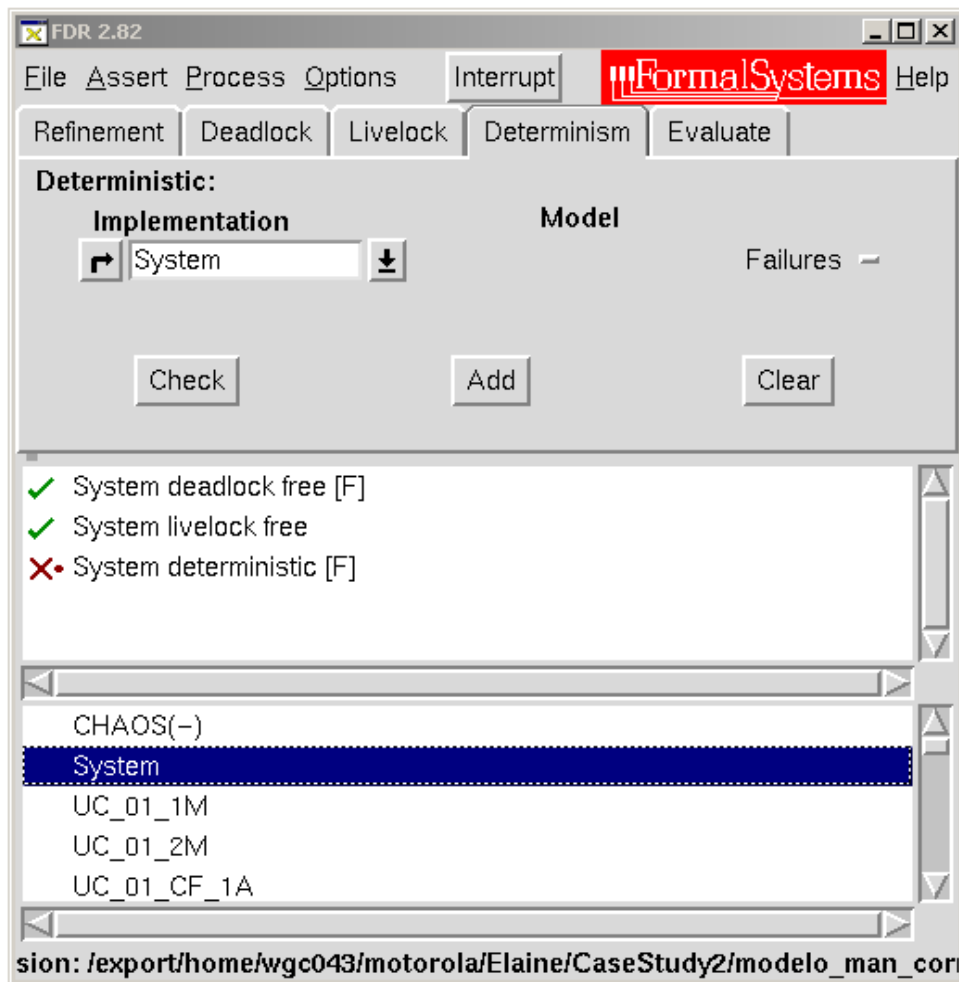 FDR 2.82
File Assert Process Options Interrupt FormalSystems Help
Refinement Deadlock Livelock Determinism Evaluate
Deterministic:
Implementation Model
System Failures
Check Add Clear
System deadlock free [F]
System livelock free
System deterministic [F]
CHAOS(-)
System
UC_01_1M
UC_01_2M
UC_01_CF_1A
sion: /export/home/wgc043/motorola/Elaine/CaseStudy2/modelo_man_corr